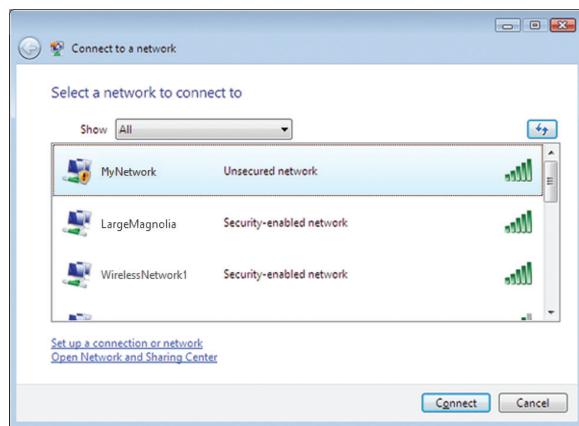 Connect to a network
Select a network to connect to
Show All
MyNetwork Unsecured network
LargeMagnolia Security-enabled network
WirelessNetwork1 Security-enabled network
Set up a connection or network
Open Network and Sharing Center
Connect Cancel